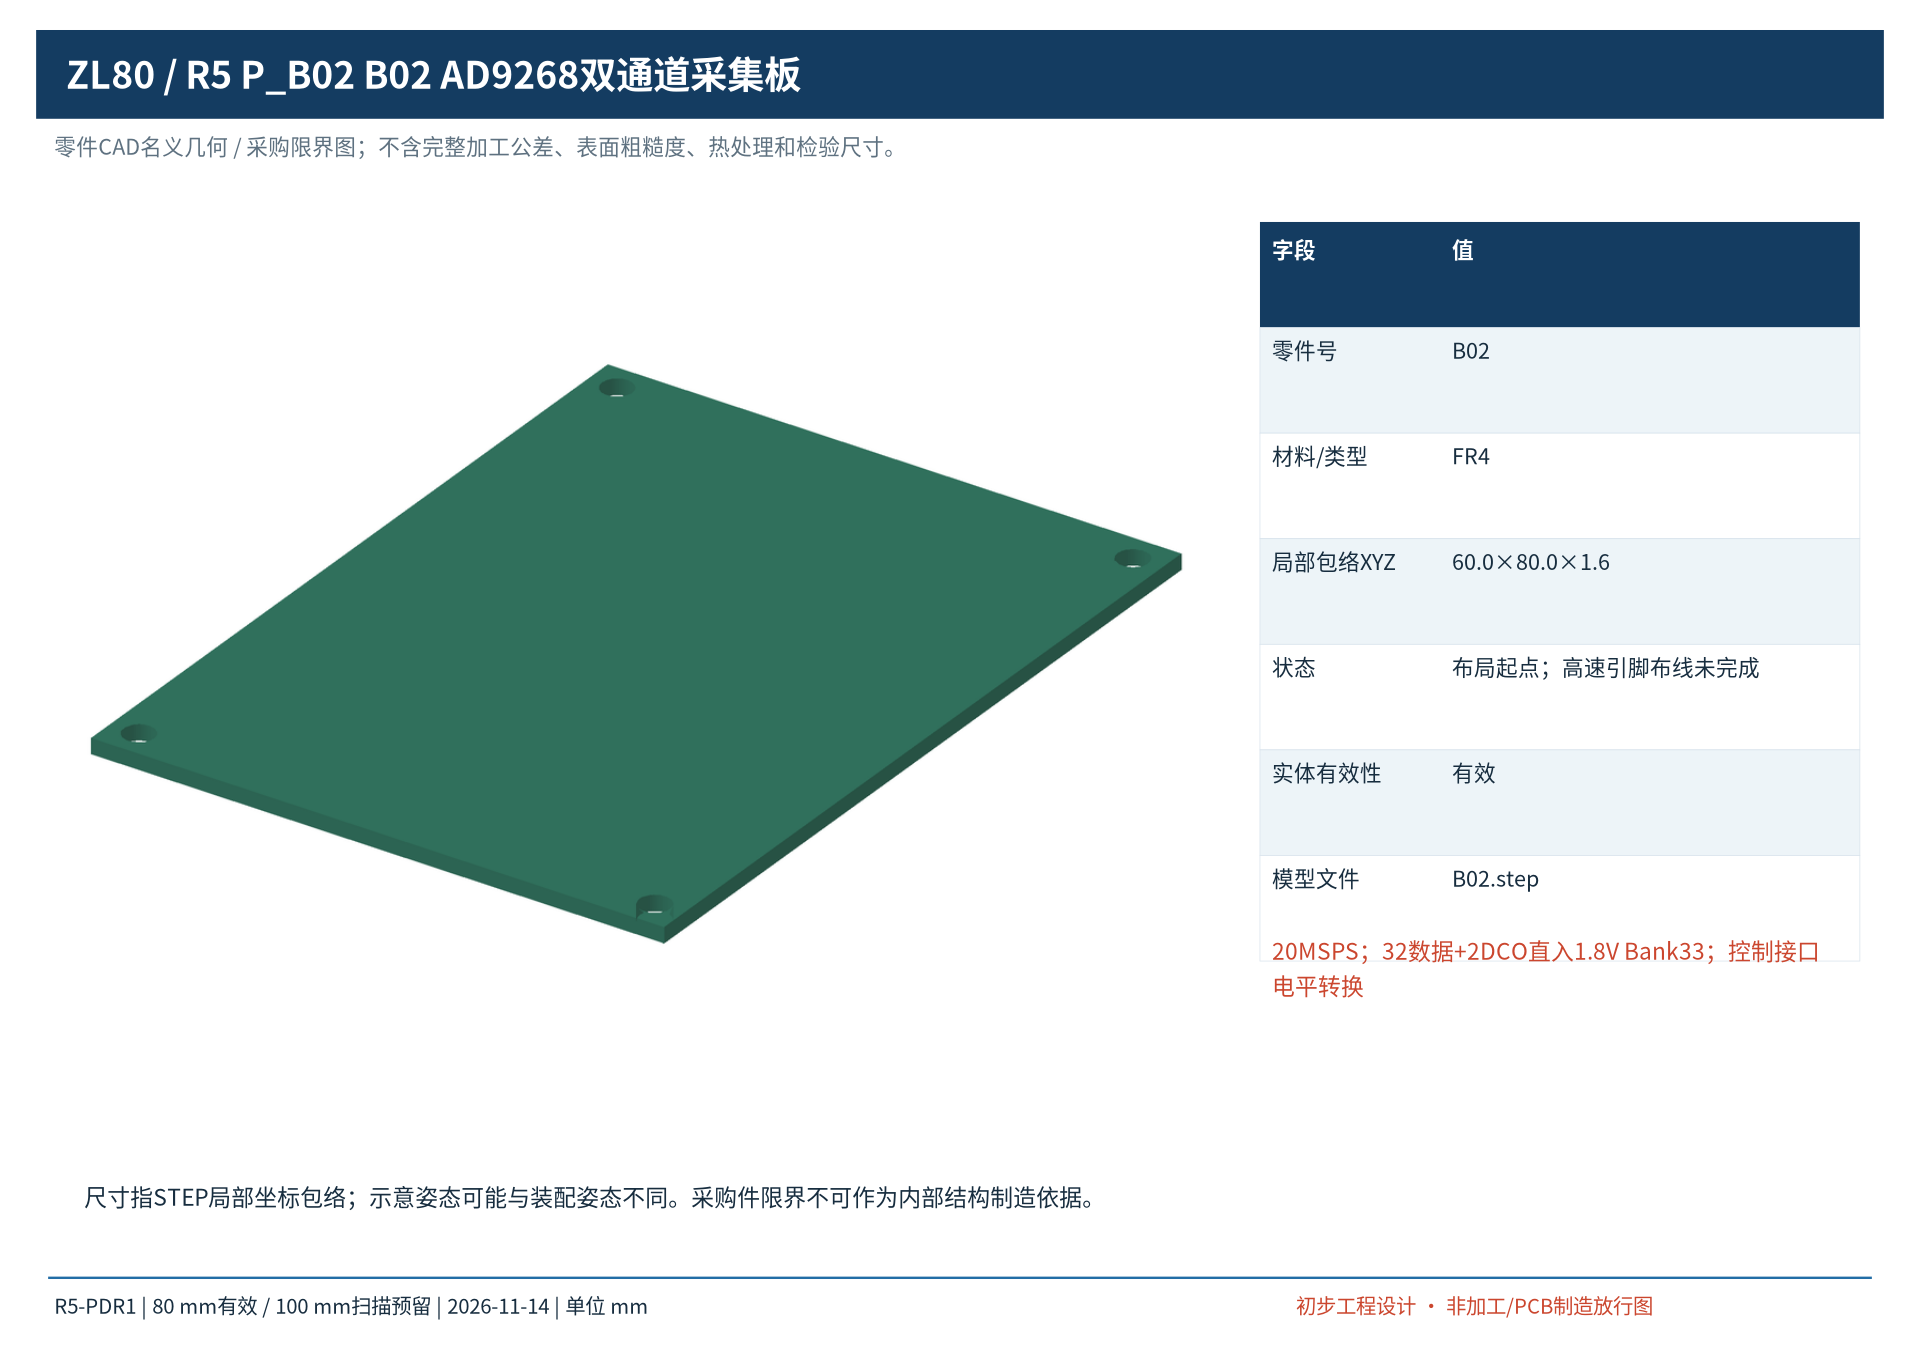 ZL80 / R5 P_B02 B02 AD9268双通道采集板
零件CAD名义几何 / 采购限界图；不含完整加工公差、表面粗糙度、热处理和检验尺寸。
字段 值
零件号 B02
材料/类型 FR4
局部包络XYZ 60.0×80.0×1.6
状态 布局起点；高速引脚布线未完成
实体有效性 有效
模型文件 B02.step
20MSPS；32数据+2DCO直入1.8V Bank33；控制接口
电平转换
尺寸指STEP局部坐标包络；示意姿态可能与装配姿态不同。采购件限界不可作为内部结构制造依据。
R5-PDR1 | 80 mm有效 / 100 mm扫描预留 | 2026-11-14 | 单位 mm
初步工程设计 · 非加工/PCB制造放行图